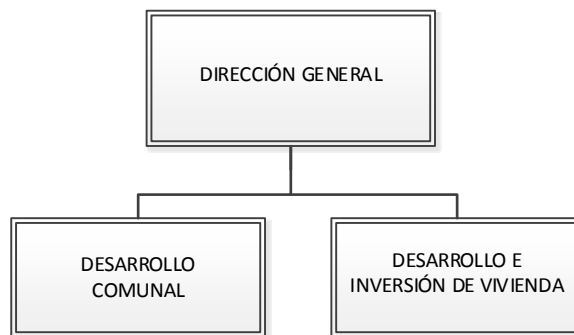 DIRECCIÓN GENERAL
DESARROLLO
COMUNAL
DESARROLLO E
INVERSIÓN DE VIVIENDA